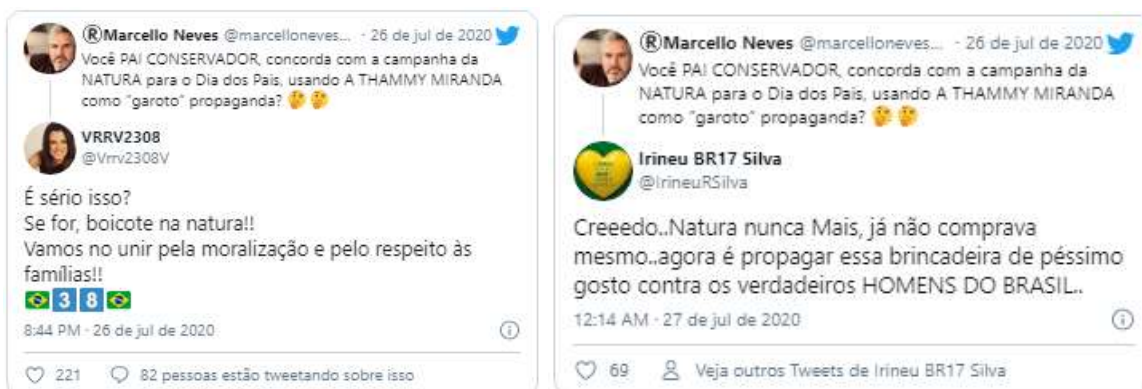 ®Marcello Neves @marcelloneves... · 26 de jul de 2020
Você PAI CONSERVADOR, concorda com a campanha da
NATURA para o Dia dos Pais, usando A THAMMY MIRANDA
como "garoto" propaganda? 🤔 🤔
VRRV2308
@Vrrv2308V
É sério isso?
Se for, boicote na natura!!
Vamos no unir pela moralização e pelo respeito às
famílias!!
🇧🇷 3️⃣ 8️⃣ 🇧🇷
8:44 PM · 26 de jul de 2020
221 82 pessoas estão tweetando sobre isso
®Marcello Neves @marcelloneves... · 26 de jul de 2020
Você PAI CONSERVADOR, concorda com a campanha da
NATURA para o Dia dos Pais, usando A THAMMY MIRANDA
como "garoto" propaganda? 🤔 🤔
Irineu BR17 Silva
@IrineuRSilva
Creeedo..Natura nunca Mais, já não comprava
mesmo..agora é propagar essa brincadeira de péssimo
gosto contra os verdadeiros HOMENS DO BRASIL..
12:14 AM · 27 de jul de 2020
69 Veja outros Tweets de Irineu BR17 Silva